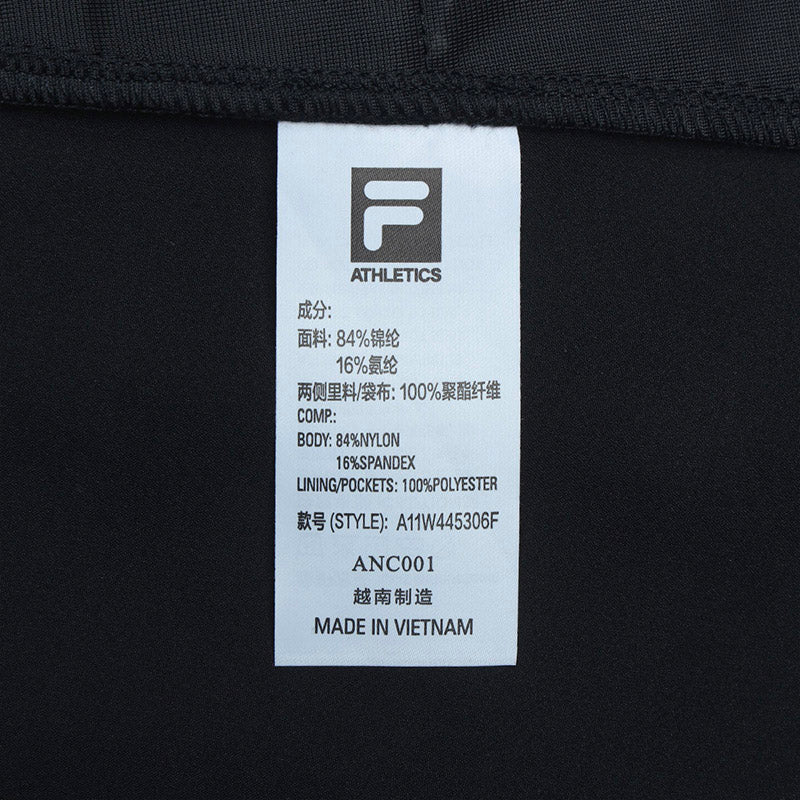 F
ATHLETICS
成分:
面料: 84%锦纶
16%氨纶
两侧里料/袋布: 100%聚酯纤维
COMP.:
BODY: 84%NYLON
16%SPANDEX
LINING/POCKETS: 100%POLYESTER
款号 (STYLE): A11W445306F
ANC001
越南制造
MADE IN VIETNAM